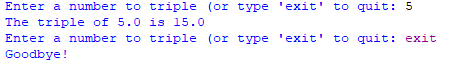 Enter a number to triple (or type 'exit' to quit: 5
The triple of 5.0 is 15.0
Enter a number to triple (or type 'exit' to quit: exit
Goodbye!